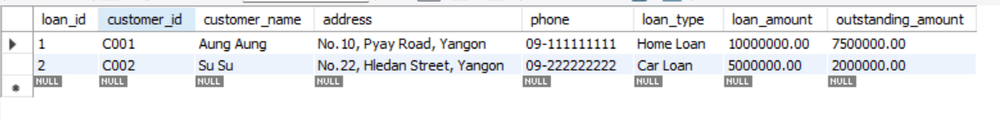 loan_id customer_id customer_name address phone loan_type loan_amount outstanding_amount
1 C001 Aung Aung No.10, Pyay Road, Yangon 09-111111111 Home Loan 10000000.00 7500000.00
2 C002 Su Su No.22, Hledan Street, Yangon 09-222222222 Car Loan 5000000.00 2000000.00
NULL NULL NULL NULL NULL NULL NULL NULL